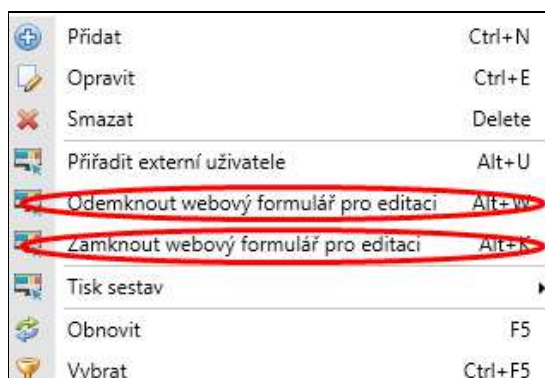 Přidat Ctrl+N
Opravit Ctrl+E
Smazat Delete
Přiřadit externí uživatele Alt+U
Odemknout webový formulář pro editaci Alt+W
Zamknout webový formulář pro editaci Alt+K
Tisk sestav
Obnovit F5
Vybrat Ctrl+F5